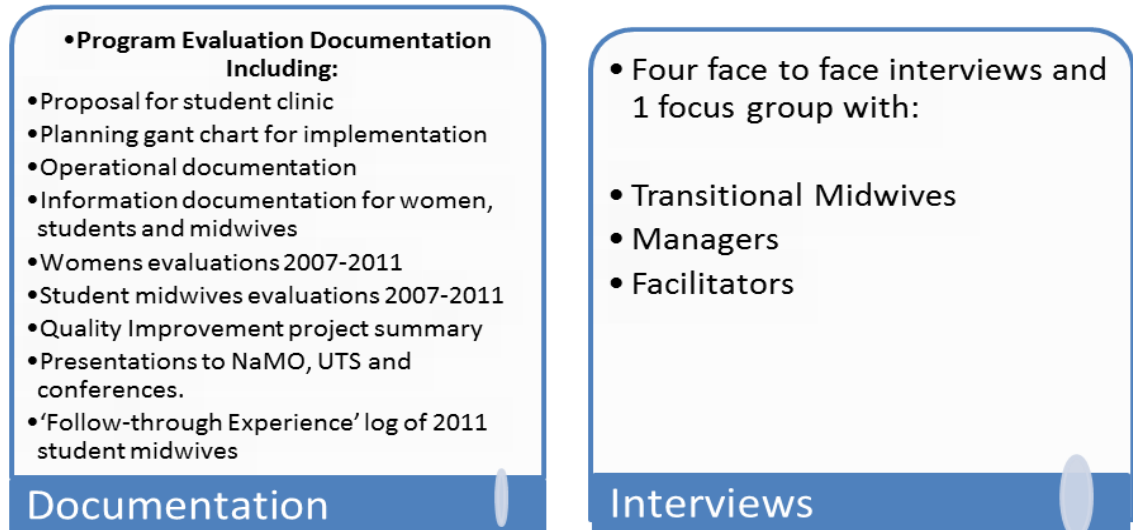 •Program Evaluation Documentation
Including:
•Proposal for student clinic
•Planning gant chart for implementation
•Operational documentation
•Information documentation for women,
students and midwives
•Womens evaluations 2007-2011
•Student midwives evaluations 2007-2011
•Quality Improvement project summary
•Presentations to NaMO, UTS and
conferences.
•‘Follow-through Experience’ log of 2011
student midwives
Documentation
• Four face to face interviews and
1 focus group with:
• Transitional Midwives
• Managers
• Facilitators
Interviews